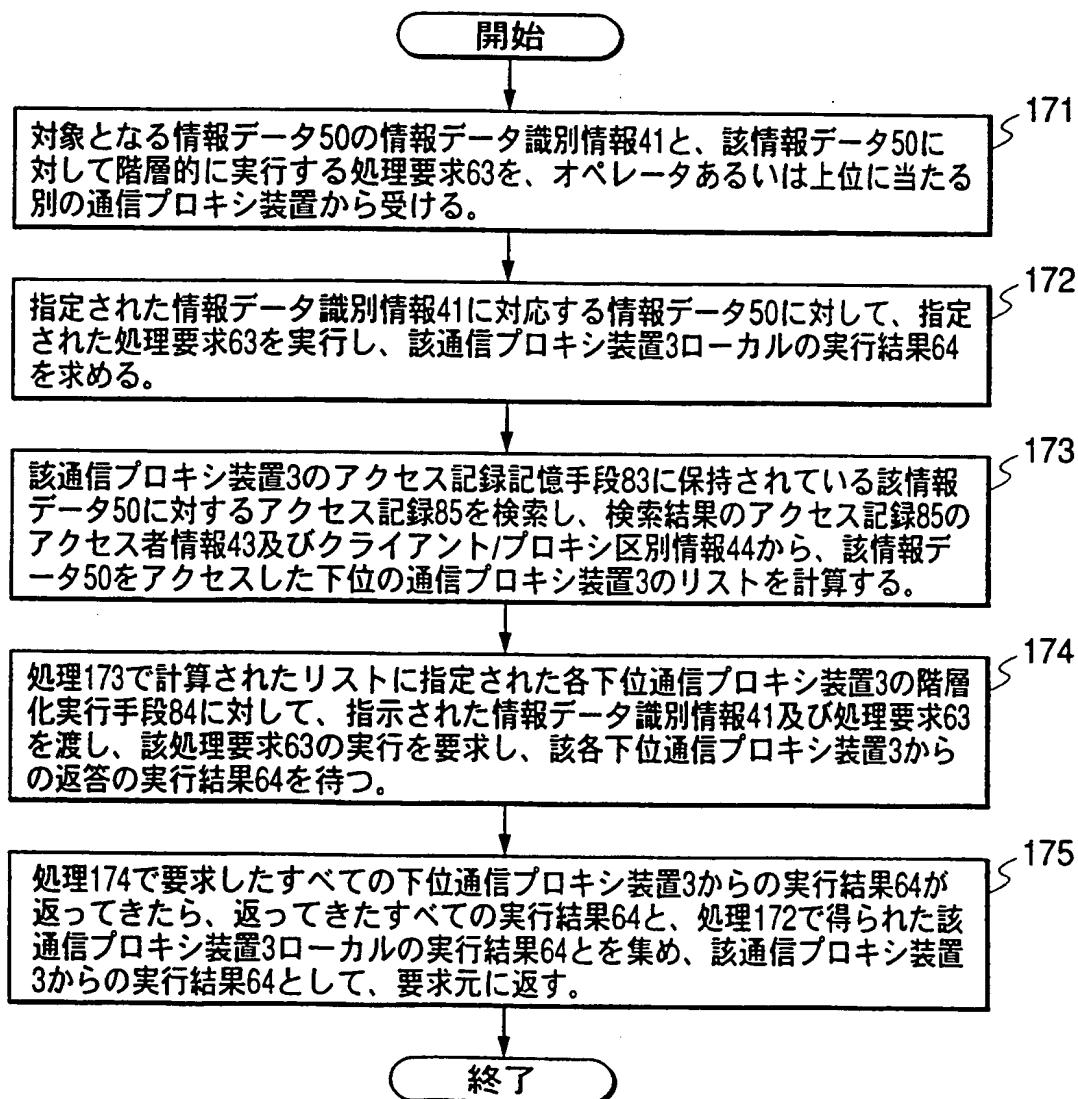 開始
171
対象となる情報データ50の情報データ識別情報41と、該情報データ50に
対して階層的に実行する処理要求63を、オペレータあるいは上位に当たる
別の通信プロキシ装置から受ける。
172
指定された情報データ識別情報41に対応する情報データ50に対して、指定
された処理要求63を実行し、該通信プロキシ装置3ローカルの実行結果64
を求める。
173
該通信プロキシ装置3のアクセス記録記憶手段83に保持されている該情報
データ50に対するアクセス記録85を検索し、検索結果のアクセス記録85の
アクセス者情報43及びクライアント/プロキシ区別情報44から、該情報デ
ータ50をアクセスした下位の通信プロキシ装置3のリストを計算する。
174
処理173で計算されたリストに指定された各下位通信プロキシ装置3の階層
化実行手段84に対して、指示された情報データ識別情報41及び処理要求63
を渡し、該処理要求63の実行を要求し、該各下位通信プロキシ装置3から
の返答の実行結果64を待つ。
175
処理174で要求したすべての下位通信プロキシ装置3からの実行結果64が
返ってきたら、返ってきたすべての実行結果64と、処理172で得られた該
通信プロキシ装置3ローカルの実行結果64とを集め、該通信プロキシ装置
3からの実行結果64として、要求元に返す。
終了